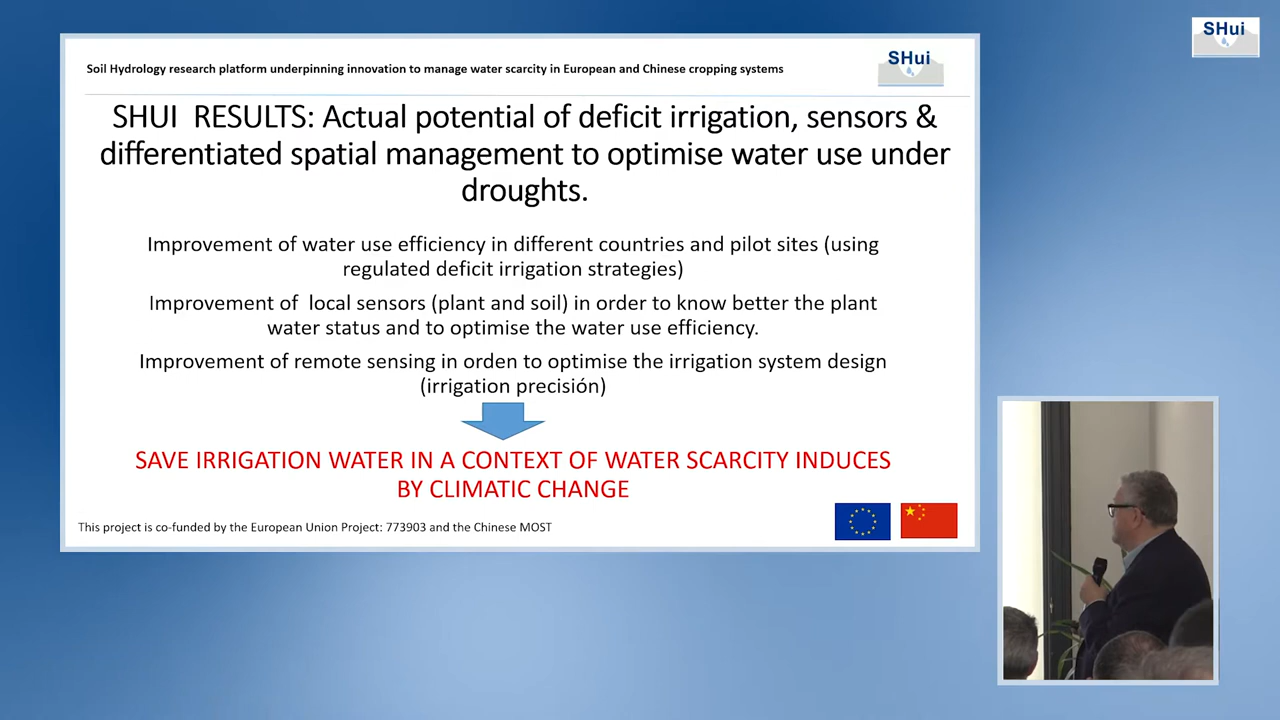 SHui
Soil Hydrology research platform underpinning innovation to manage water scarcity in European and Chinese cropping systems
SHui
SHUI RESULTS: Actual potential of deficit irrigation, sensors &
differentiated spatial management to optimise water use under
droughts.
Improvement of water use efficiency in different countries and pilot sites (using
regulated deficit irrigation strategies)
Improvement of local sensors (plant and soil) in order to know better the plant
water status and to optimise the water use efficiency.
Improvement of remote sensing in orden to optimise the irrigation system design
(irrigation precisión)
SAVE IRRIGATION WATER IN A CONTEXT OF WATER SCARCITY INDUCES
BY CLIMATIC CHANGE
This project is co-funded by the European Union Project: 773903 and the Chinese MOST